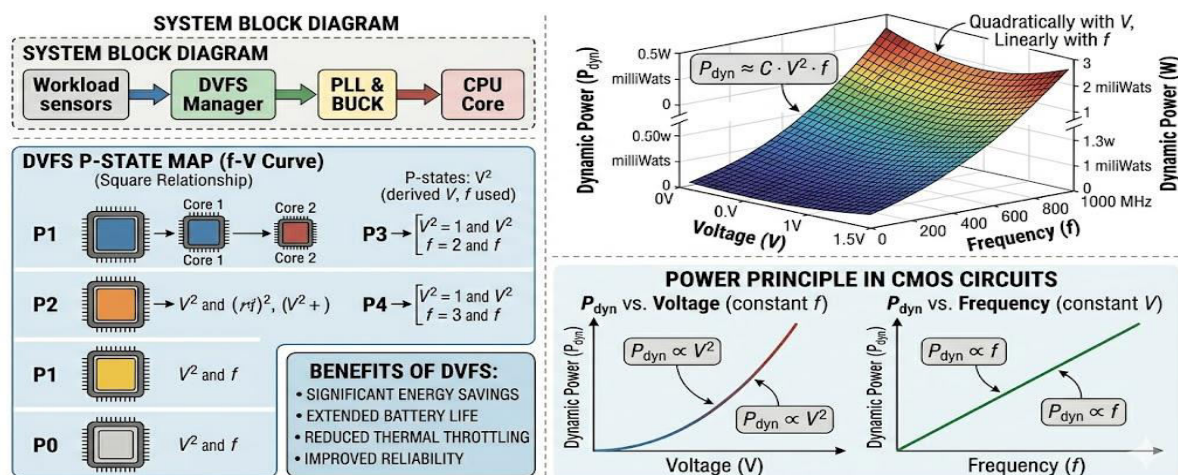 SYSTEM BLOCK DIAGRAM
SYSTEM BLOCK DIAGRAM
Workload
sensors
DVFS
Manager
PLL &
BUCK
CPU
Core
DVFS P-STATE MAP (f-V Curve)
(Square Relationship)
P-states: V²
(derived V, f used)
P1
Core 1
Core 1
Core 2
Core 2
P3
V² = 1 and V²
f = 2 and f
P2
V² and
(V²+)
P4
V² = 1 and V²
f = 3 and f
P1
V² and f
P0
V² and f
BENEFITS OF DVFS:
• SIGNIFICANT ENERGY SAVINGS
• EXTENDED BATTERY LIFE
• REDUCED THERMAL THROTTLING
• IMPROVED RELIABILITY
Quadratically with V,
Linearly with f
P_dyn ≈ C · V² · f
Dynamic Power (P_dyn)
0.5W
milliWats
0
0.50w
milliWats
0
0V
0.V
1V
1.5V
Voltage (V)
0
200
400
600
800
1000 MHz
Frequency (f)
3
2 miliWats
1
1.3w
1 miliWats
0
Dynamic Power (W)
POWER PRINCIPLE IN CMOS CIRCUITS
P_dyn vs. Voltage (constant f)
Dynamic Power (P_dyn)
P_dyn ∝ V²
P_dyn ∝ V²
Voltage (V)
P_dyn vs. Frequency (constant V)
Dynamic Power (P_dyn)
P_dyn ∝ f
P_dyn ∝ f
Frequency (f)